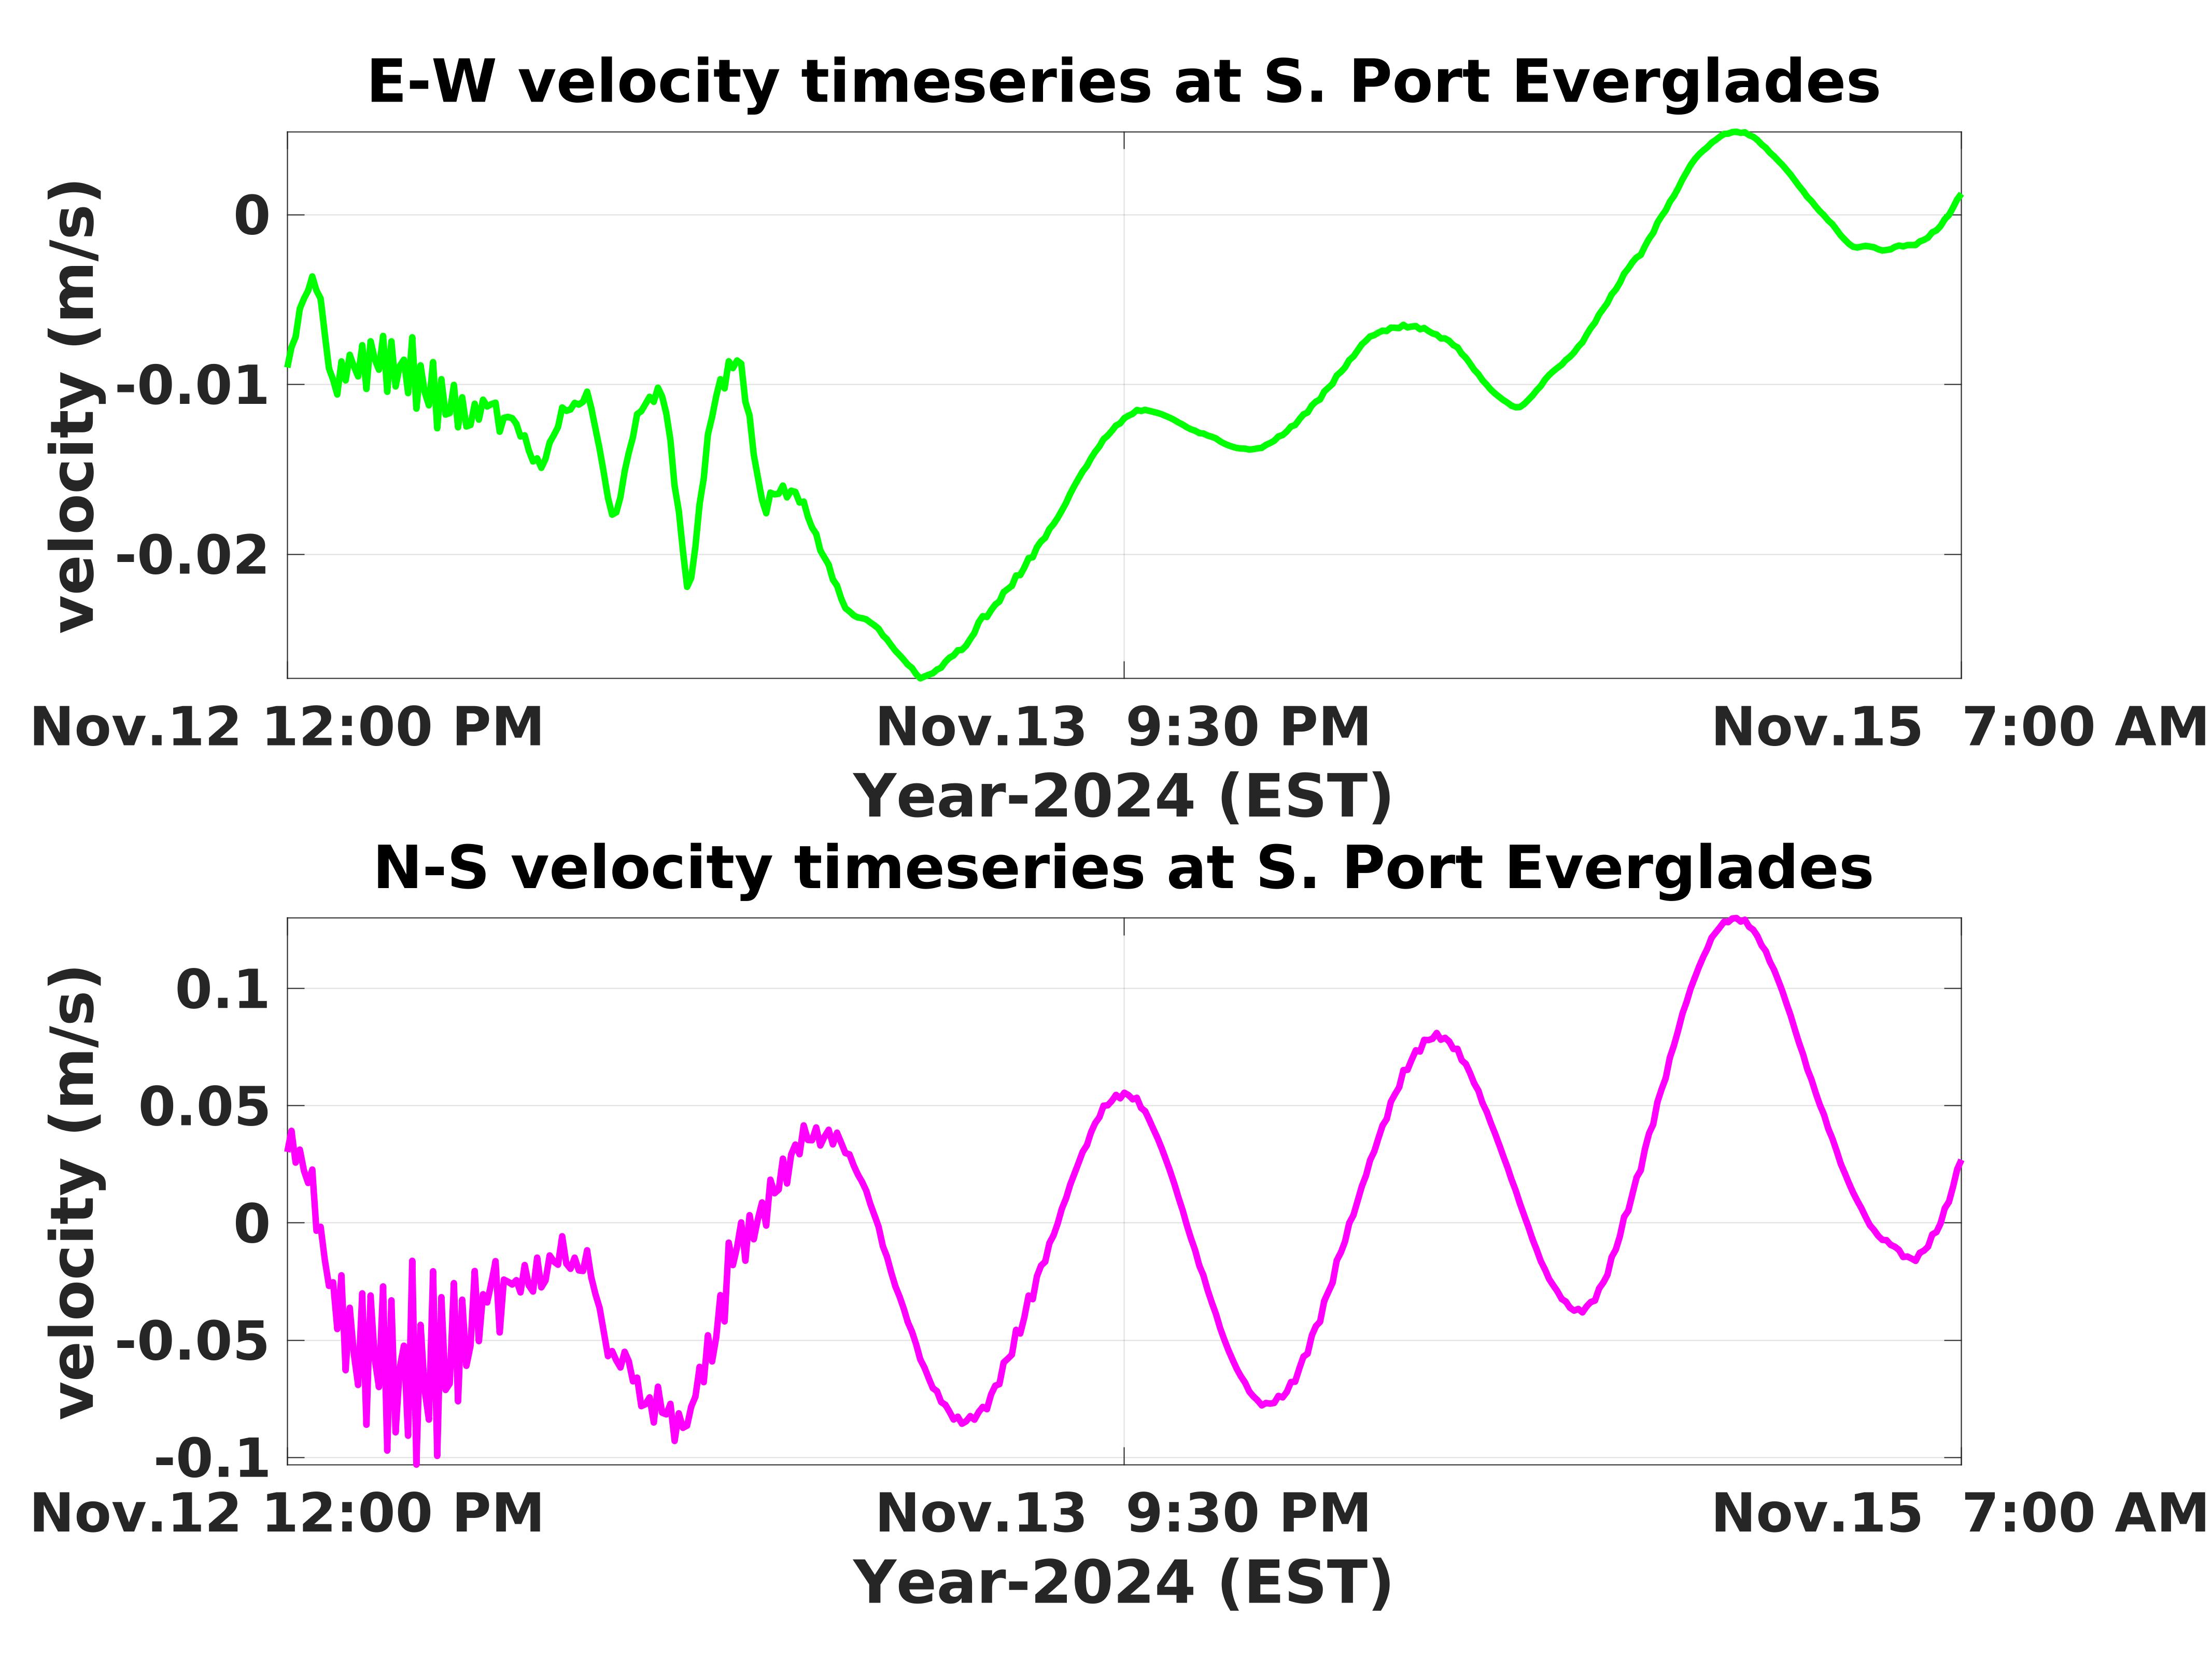 E-W velocity timeseries at S. Port Everglades
velocity (m/s)
0
-0.01
-0.02
Nov.12 12:00 PM
Nov.13  9:30 PM
Nov.15  7:00 AM
Year-2024 (EST)
N-S velocity timeseries at S. Port Everglades
velocity (m/s)
0.1
0.05
0
-0.05
-0.1
Nov.12 12:00 PM
Nov.13  9:30 PM
Nov.15  7:00 AM
Year-2024 (EST)